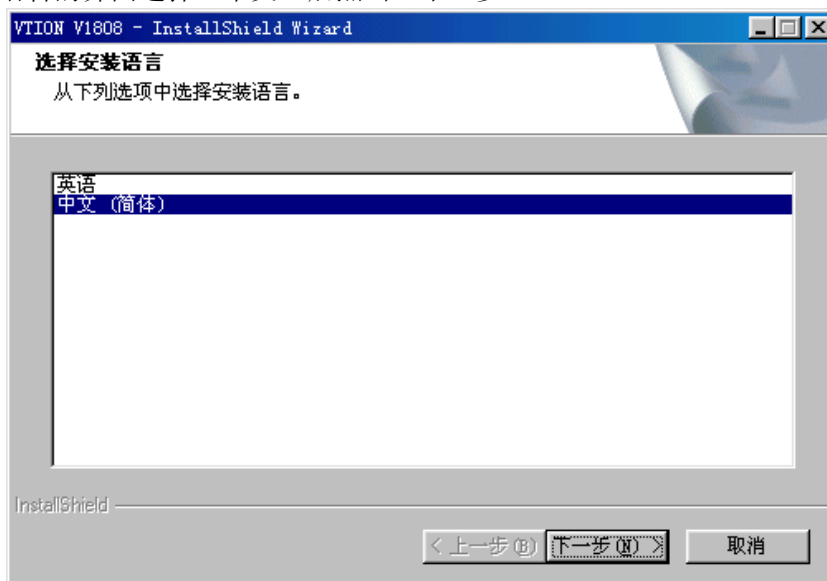 VTION V1808 - InstallShield Wizard
选择安装语言
从下列选项中选择安装语言。
英语
中文 (简体)
InstallShield
< 上一步(B) 下一步(N) > 取消